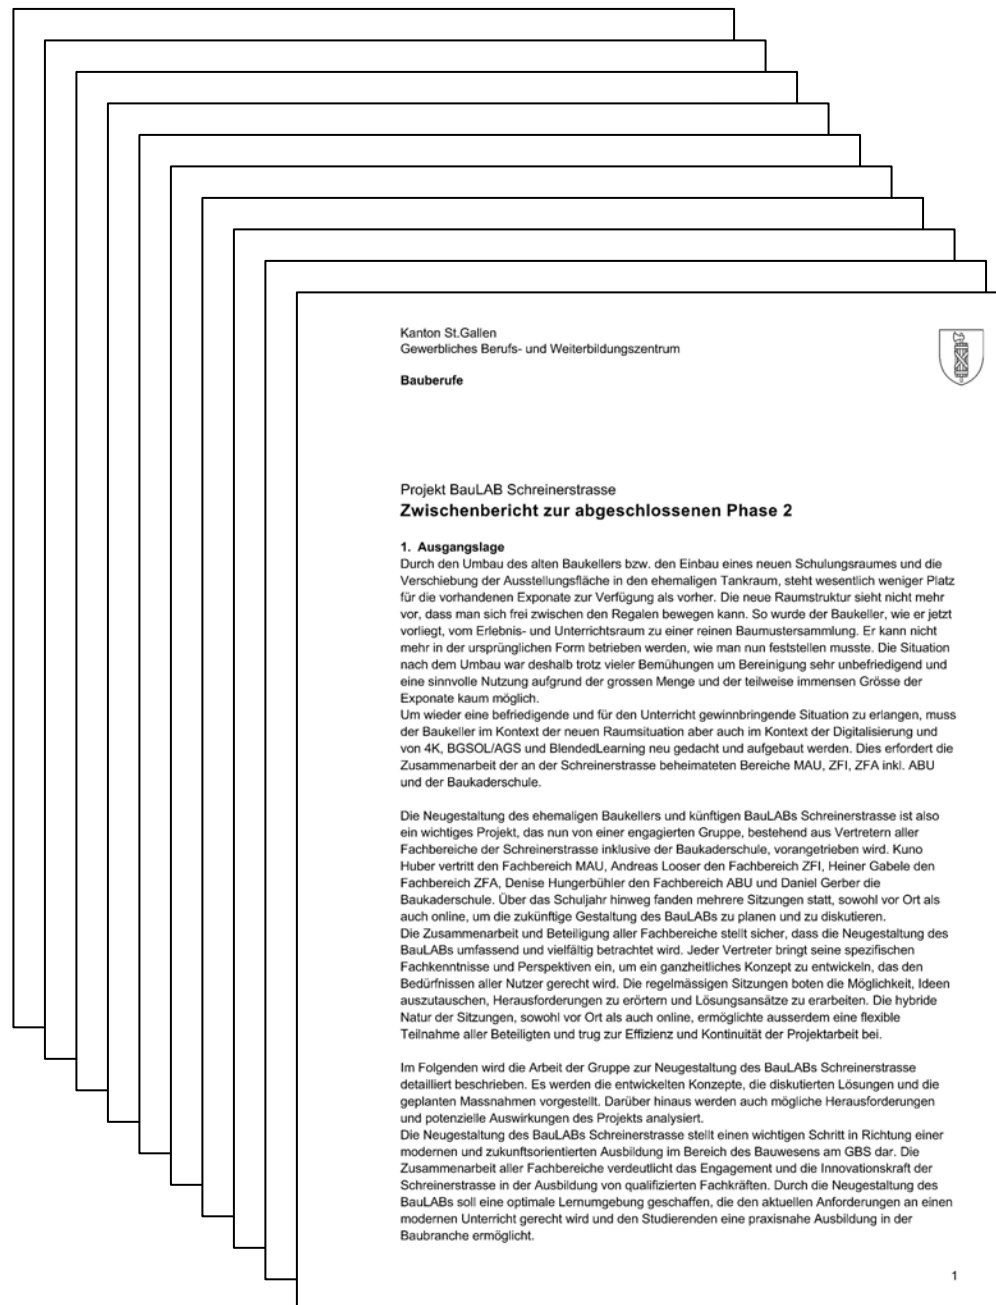 Kanton St.Gallen
Gewerbliches Berufs- und Weiterbildungszentrum
Bauberufe
Projekt BauLAB Schreinerstrasse
Zwischenbericht zur abgeschlossenen Phase 2
1. Ausgangslage
Durch den Umbau des alten Baukellers bzw. den Einbau eines neuen Schulungsraumes und die
Verschiebung der Ausstellungsfläche in den ehemaligen Tankraum, steht wesentlich weniger Platz
für die vorhandenen Exponate zur Verfügung als vorher. Die neue Raumstruktur sieht nicht mehr
vor, dass man sich frei zwischen den Regalen bewegen kann. So wurde der Baukeller, wie er jetzt
vorliegt, vom Erlebnis- und Unterrichtsraum zu einer reinen Baumustersammlung. Er kann nicht
mehr in der ursprünglichen Form betrieben werden, wie man nun feststellen musste. Die Situation
nach dem Umbau war deshalb trotz vieler Bemühungen um Bereinigung sehr unbefriedigend und
eine sinnvolle Nutzung aufgrund der grossen Menge und der teilweise immensen Grösse der
Exponate kaum möglich.
Um wieder eine befriedigende und für den Unterricht gewinnbringende Situation zu erlangen, muss
der Baukeller im Kontext der neuen Raumsituation aber auch im Kontext der Digitalisierung und
von 4K, BGSOL/AGS und BlendedLearning neu gedacht und aufgebaut werden. Dies erfordert die
Zusammenarbeit der an der Schreinerstrasse beheimateten Bereiche MAU, ZFI, ZFA inkl. ABU
und der Baukaderschule.
Die Neugestaltung des ehemaligen Baukellers und künftigen BauLABs Schreinerstrasse ist also
ein wichtiges Projekt, das nun von einer engagierten Gruppe, bestehend aus Vertretern aller
Fachbereiche der Schreinerstrasse inklusive der Baukaderschule, vorangetrieben wird. Kuno
Huber vertritt den Fachbereich MAU, Andreas Looser den Fachbereich ZFI, Heiner Gabele den
Fachbereich ZFA, Denise Hungerbühler den Fachbereich ABU und Daniel Gerber die
Baukaderschule. Über das Schuljahr hinweg fanden mehrere Sitzungen statt, sowohl vor Ort als
auch online, um die zukünftige Gestaltung des BauLABs zu planen und zu diskutieren.
Die Zusammenarbeit und Beteiligung aller Fachbereiche stellt sicher, dass die Neugestaltung des
BauLABs umfassend und vielfältig betrachtet wird. Jeder Vertreter bringt seine spezifischen
Fachkenntnisse und Perspektiven ein, um ein ganzheitliches Konzept zu entwickeln, das den
Bedürfnissen aller Nutzer gerecht wird. Die regelmässigen Sitzungen boten die Möglichkeit, Ideen
auszutauschen, Herausforderungen zu erörtern und Lösungsansätze zu erarbeiten. Die hybride
Natur der Sitzungen, sowohl vor Ort als auch online, ermöglichte ausserdem eine flexible
Teilnahme aller Beteiligten und trug zur Effizienz und Kontinuität der Projektarbeit bei.
Im Folgenden wird die Arbeit der Gruppe zur Neugestaltung des BauLABs Schreinerstrasse
detailliert beschrieben. Es werden die entwickelten Konzepte, die diskutierten Lösungen und die
geplanten Massnahmen vorgestellt. Darüber hinaus werden auch mögliche Herausforderungen
und potenzielle Auswirkungen des Projekts analysiert.
Die Neugestaltung des BauLABs Schreinerstrasse stellt einen wichtigen Schritt in Richtung einer
modernen und zukunftsorientierten Ausbildung im Bereich des Bauwesens am GBS dar. Die
Zusammenarbeit aller Fachbereiche verdeutlicht das Engagement und die Innovationskraft der
Schreinerstrasse in der Ausbildung von qualifizierten Fachkräften. Durch die Neugestaltung des
BauLABs soll eine optimale Lernumgebung geschaffen, die den aktuellen Anforderungen an einen
modernen Unterricht gerecht wird und den Studierenden eine praxisnahe Ausbildung in der
Baubranche ermöglicht.
1